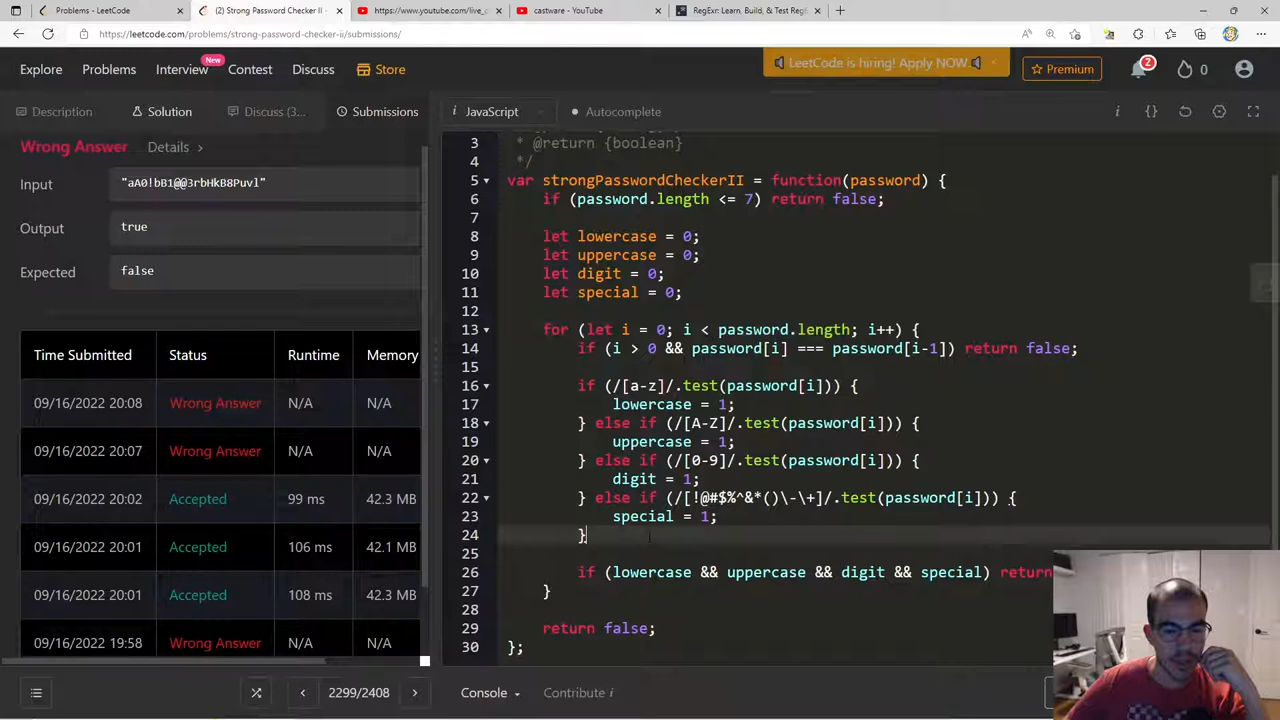 Problems - LeetCode
(2) Strong Password Checker II -
https://www.youtube.com/live_c
castware - YouTube
RegExr: Learn, Build, & Test Reg
https://leetcode.com/problems/strong-password-checker-ii/submissions/
Explore Problems Interview New Contest Discuss Store
LeetCode is hiring! Apply NOW.
Premium 2 0
Description Solution Discuss (3... Submissions
i JavaScript Autocomplete
Wrong Answer Details >
Input "aA0!bB1@@3rbHkB8Puvl"
Output true
Expected false
Time Submitted Status Runtime Memory
09/16/2022 20:08 Wrong Answer N/A N/A
09/16/2022 20:07 Wrong Answer N/A N/A
09/16/2022 20:02 Accepted 99 ms 42.3 MB
09/16/2022 20:01 Accepted 106 ms 42.1 MB
09/16/2022 20:01 Accepted 108 ms 42.3 MB
09/16/2022 19:58 Wrong Answer N/A N/A
3 * @return {boolean}
4 */
5 var strongPasswordCheckerII = function(password) {
6 if (password.length <= 7) return false;
7
8 let lowercase = 0;
9 let uppercase = 0;
10 let digit = 0;
11 let special = 0;
12
13 for (let i = 0; i < password.length; i++) {
14 if (i > 0 && password[i] === password[i-1]) return false;
15
16 if (/[a-z]/.test(password[i])) {
17 lowercase = 1;
18 } else if (/[A-Z]/.test(password[i])) {
19 uppercase = 1;
20 } else if (/[0-9]/.test(password[i])) {
21 digit = 1;
22 } else if (/[!@#$%^&*()\-\+]/.test(password[i])) {
23 special = 1;
24 }
25
26 if (lowercase && uppercase && digit && special) return
27 }
28
29 return false;
30 };
2299/2408
Console
Contribute i